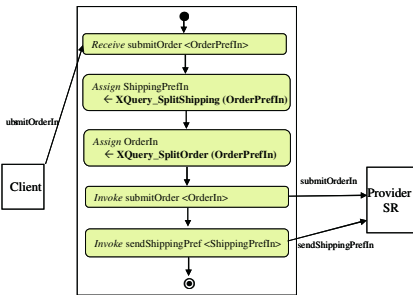 Receive submitOrder <OrderPrefIn>
Assign ShippingPrefIn
← XQuery_SplitShipping (OrderPrefIn)
ubmitOrderIn
Assign OrderIn
← XQuery_SplitOrder (OrderPrefIn)
Client
Invoke submitOrder <OrderIn>
submitOrderIn
Provider
SR
Invoke sendShippingPref <ShippingPrefIn>
sendShippingPrefIn